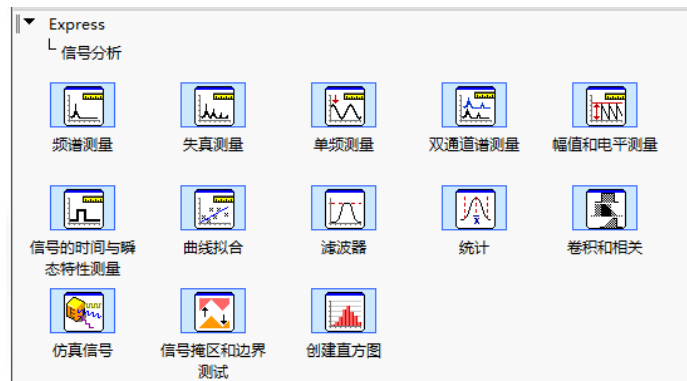 Express
信号分析
频谱测量
失真测量
单频测量
双通道谱测量
幅值和电平测量
信号的时间与瞬
态特性测量
曲线拟合
滤波器
统计
卷积和相关
仿真信号
信号掩区和边界
测试
创建直方图